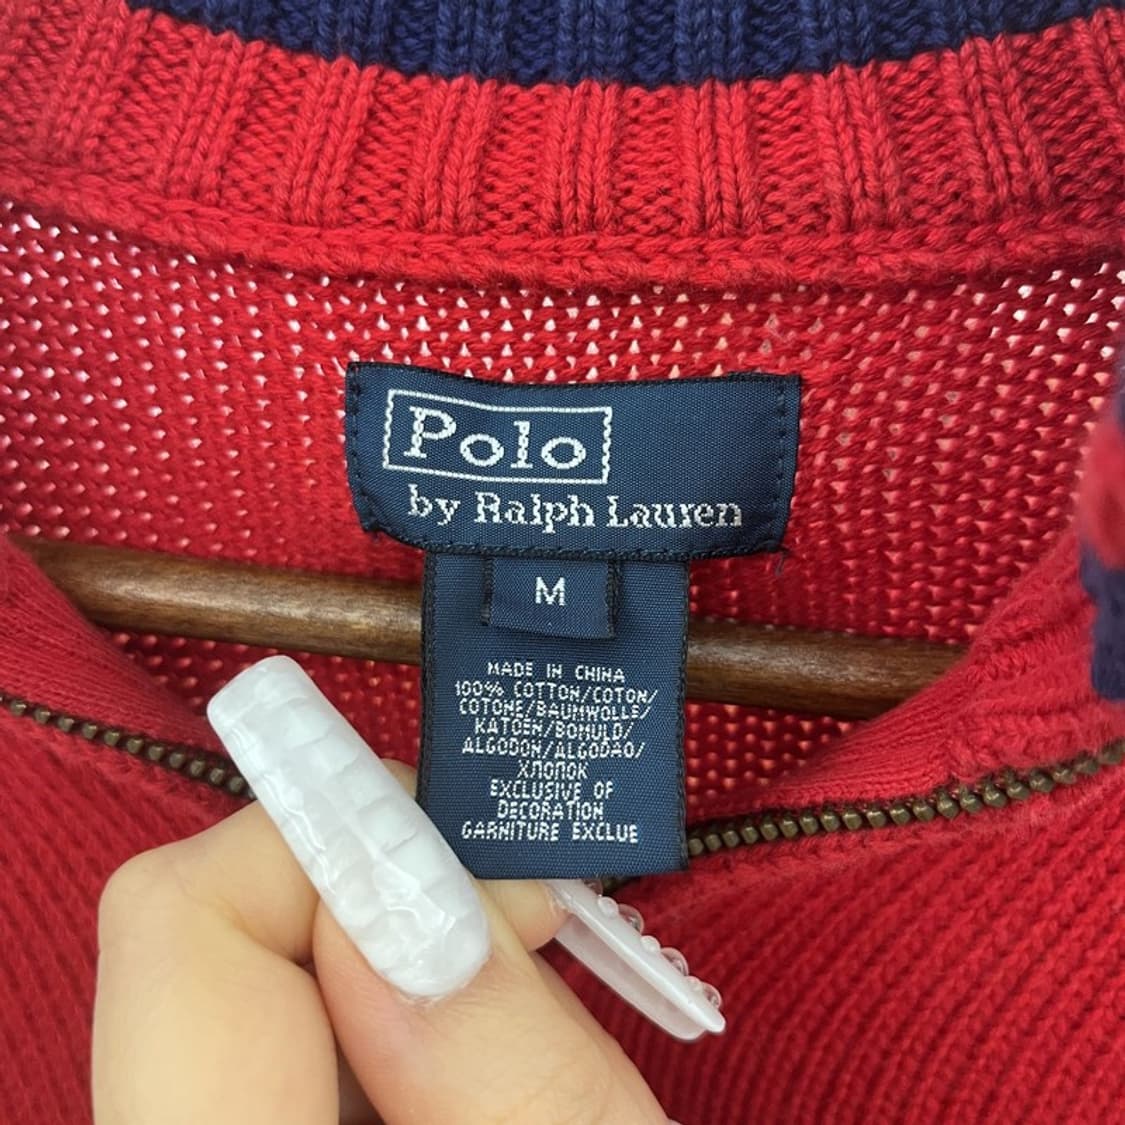 Polo
by Ralph Lauren
M
MADE IN CHINA
100% COTTON/COTON/
COTONE/BAUMWOLLE/
KATOEN/BOMULD/
ALGODON/ALGODAO/
ХЛОПОК
EXCLUSIVE OF
DECORATION
GARNITURE EXCLUE